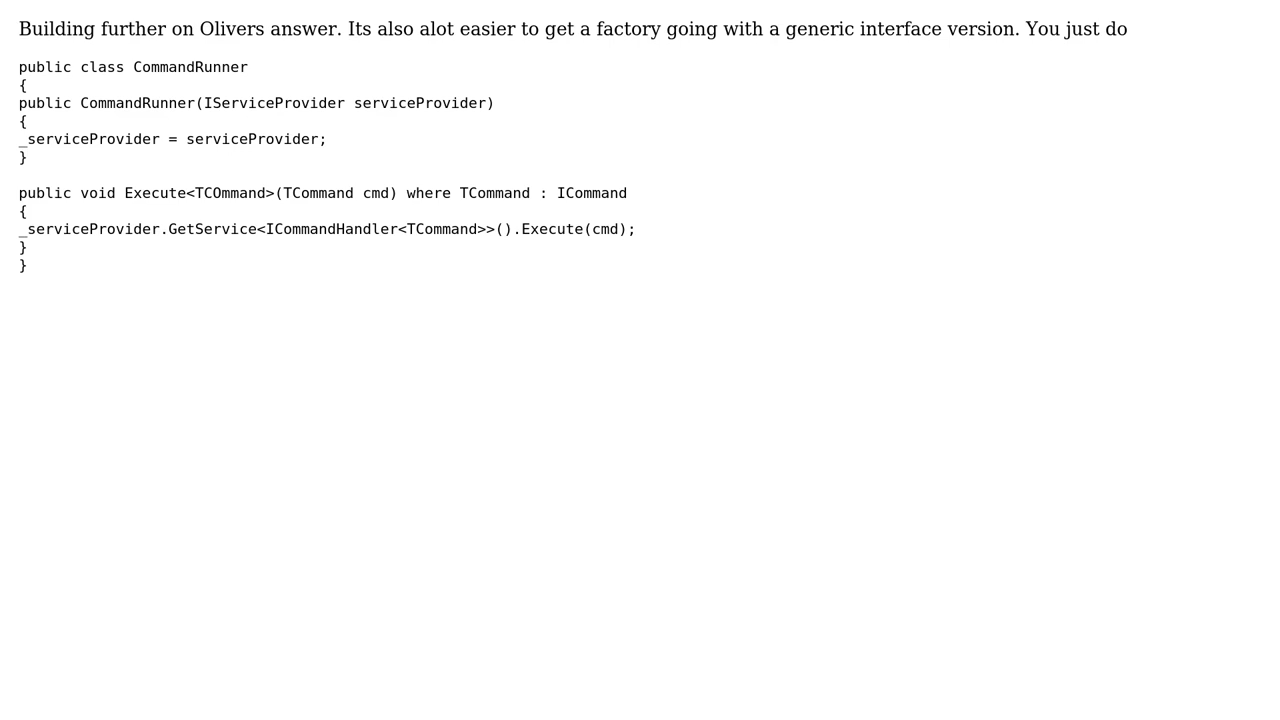 Building further on Olivers answer. Its also alot easier to get a factory going with a generic interface version. You just do
public class CommandRunner
{
public CommandRunner(IServiceProvider serviceProvider)
{
_serviceProvider = serviceProvider;
}
public void Execute<TCOmmand>(TCommand cmd) where TCommand : ICommand
{
_serviceProvider.GetService<ICommandHandler<TCommand>>().Execute(cmd);
}
}